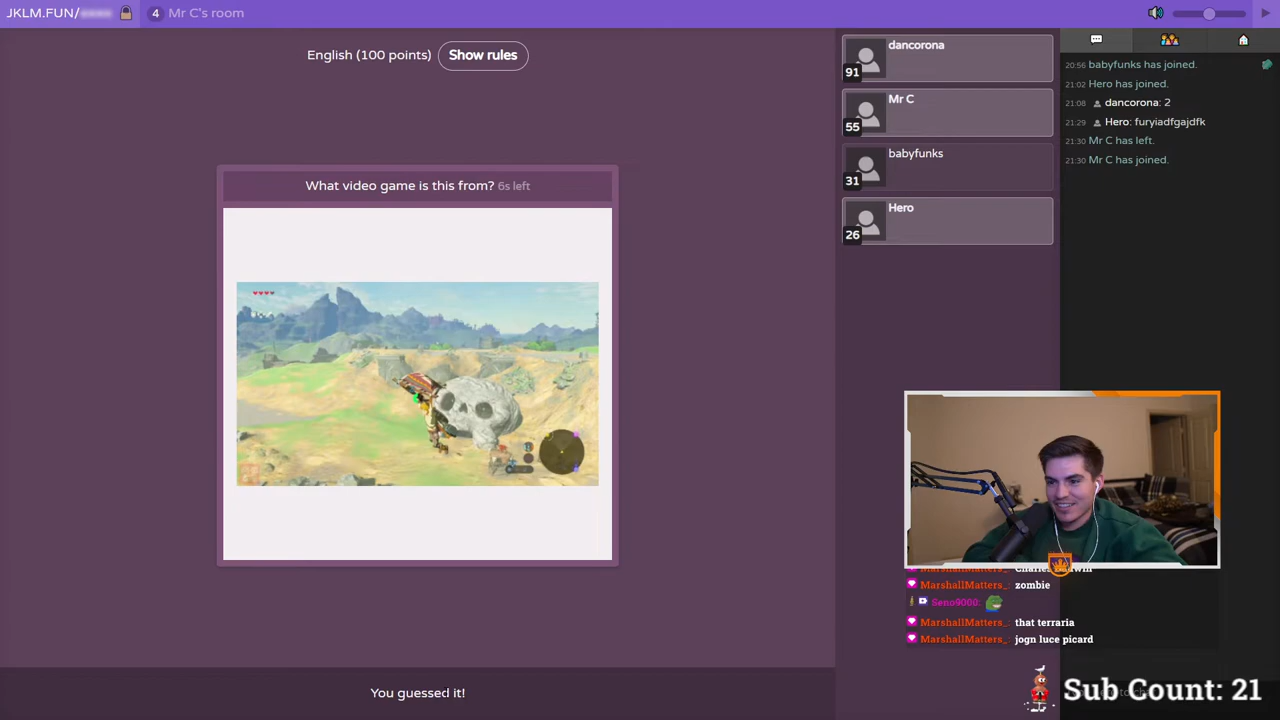 JKLM.FUN/
4 Mr C's room
English (100 points) Show rules
What video game is this from? 6s left
You guessed it!
dancorona
91
Mr C
55
babyfunks
31
Hero
26
20:56 babyfunks has joined.
21:02 Hero has joined.
21:08 dancorona: 2
21:29 Hero: furyiadfgajdfk
21:30 Mr C has left.
21:30 Mr C has joined.
MarshallMatters_:
MarshallMatters_: zombie
Seno9000:
MarshallMatters_: that terraria
MarshallMatters_: jogn luce picard
Sub Count: 21